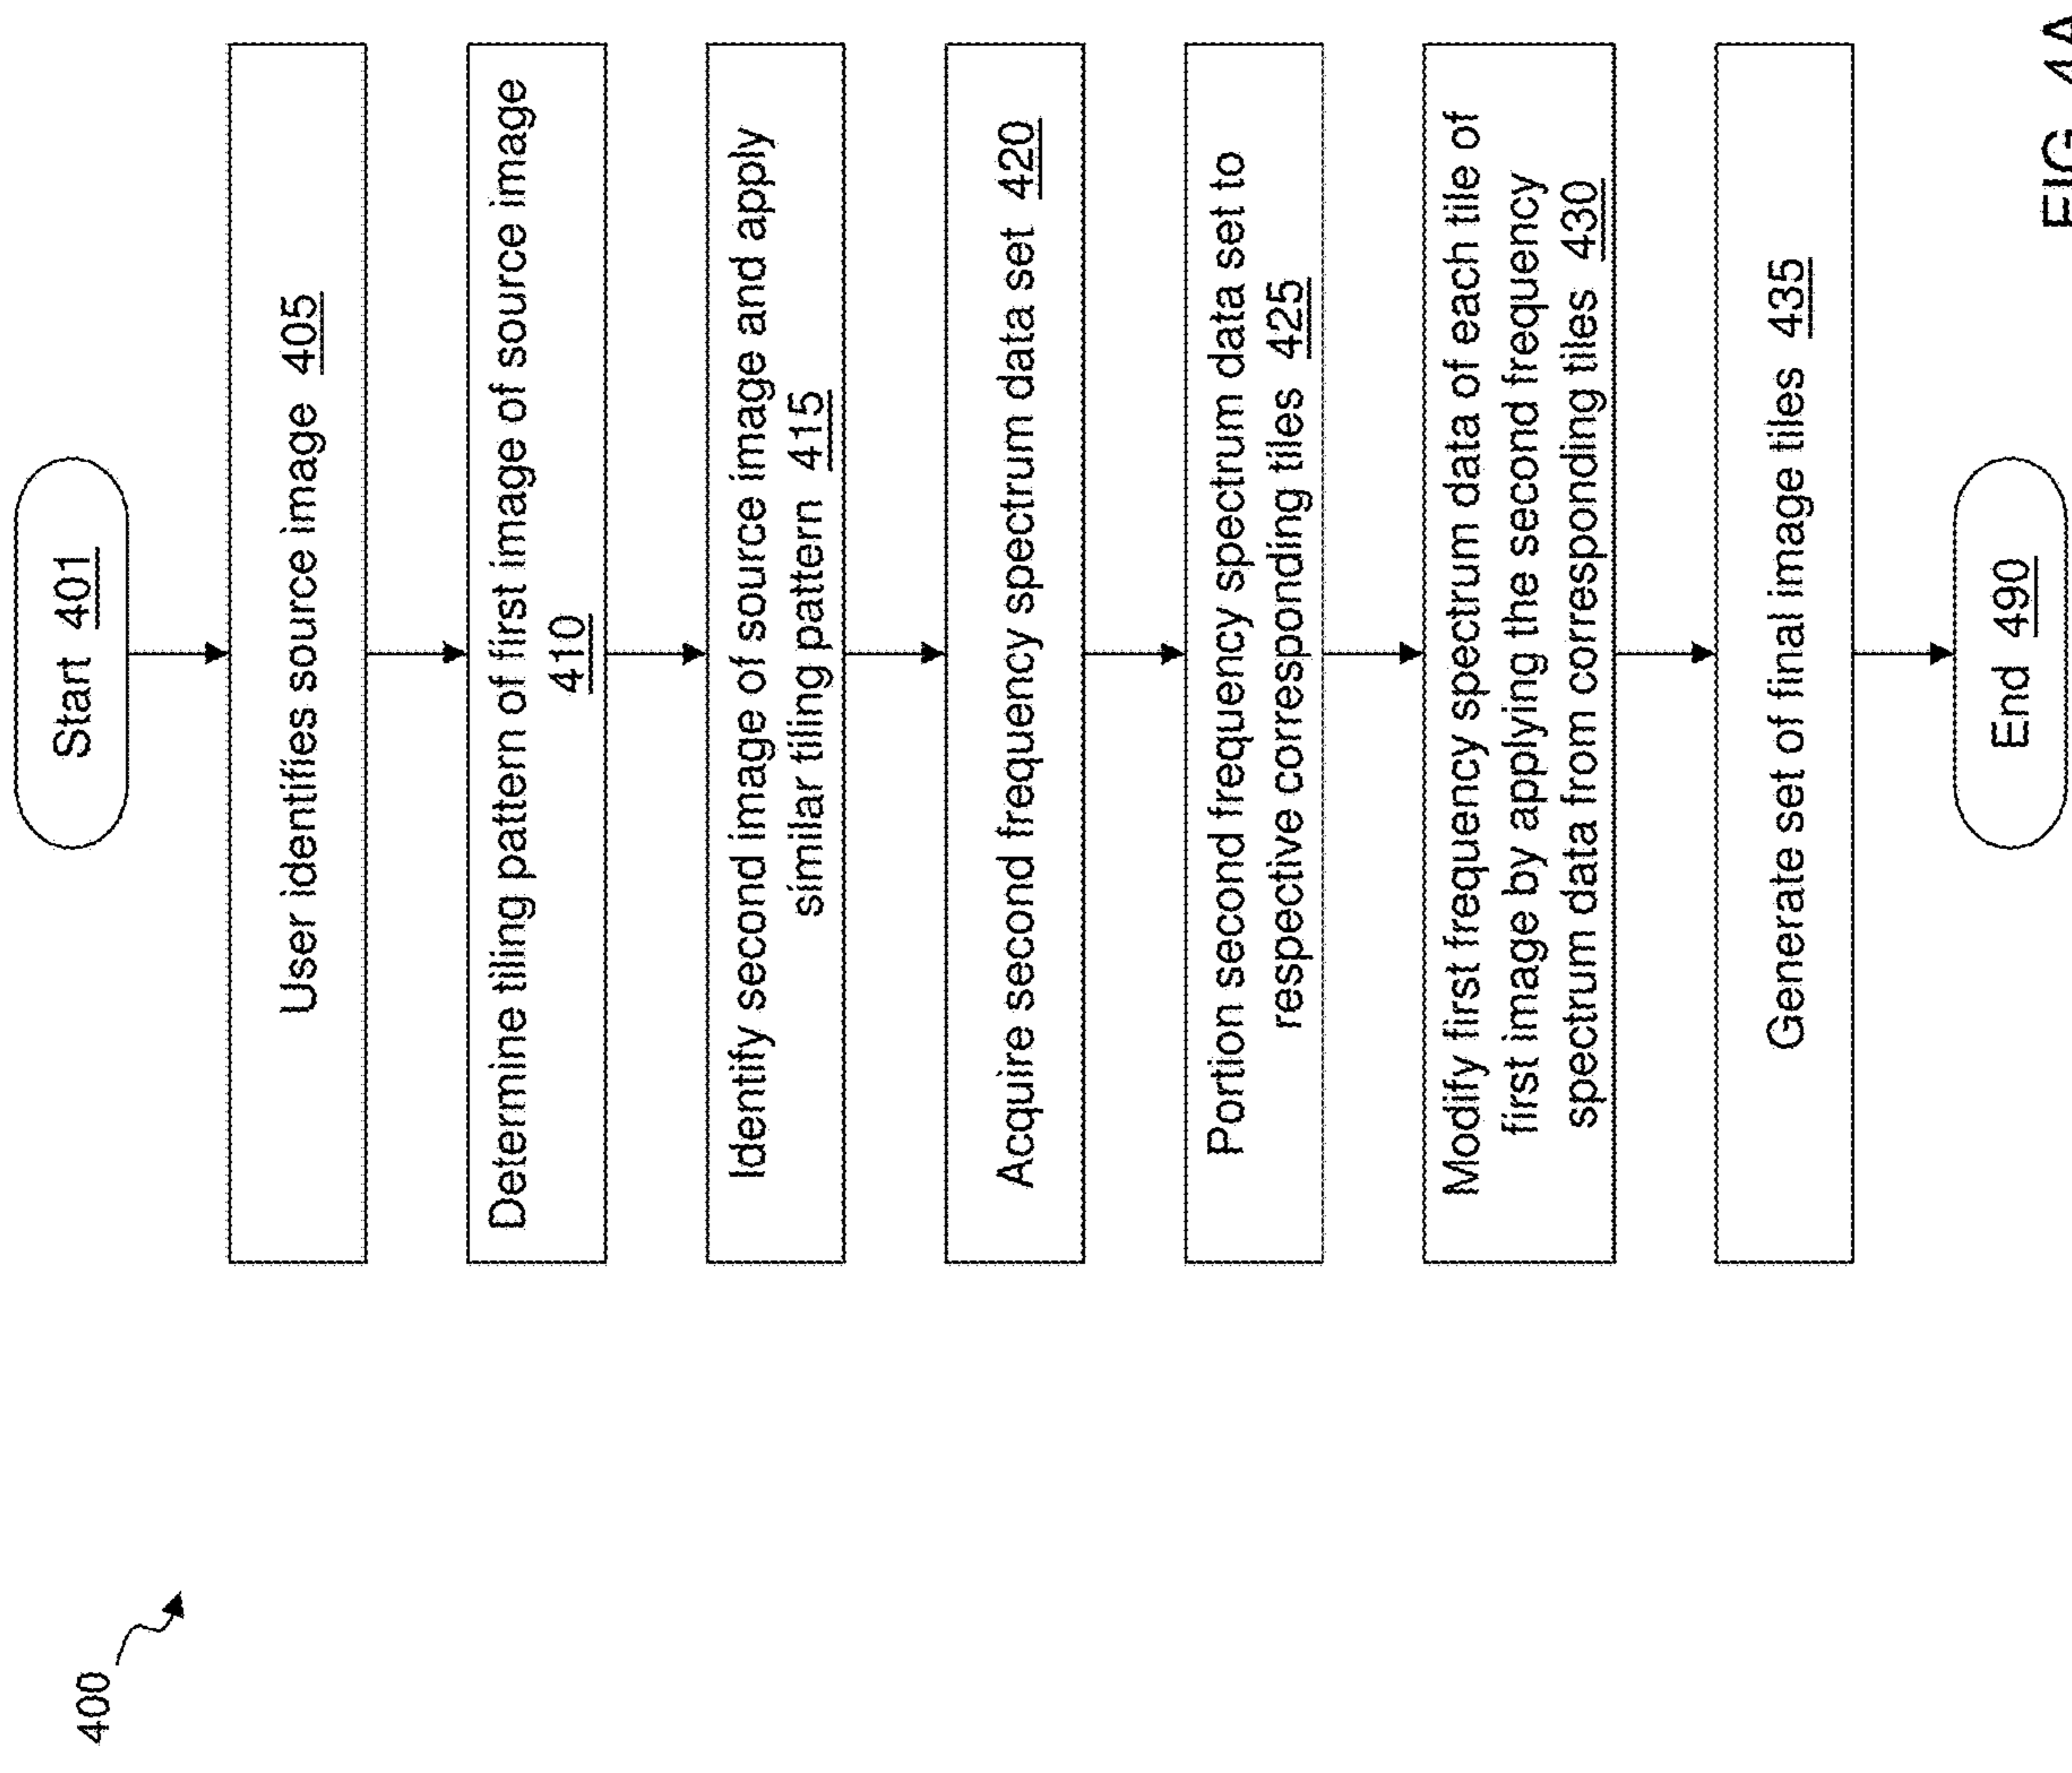 400
Start 401
User identifies source image 405
Determine tiling pattern of first image of source image
410
Identify second image of source image and apply
similar tiling pattern 415
Acquire second frequency spectrum data set 420
Portion second frequency spectrum data set to
respective corresponding tiles 425
Modify first frequency spectrum data of each tile of
first image by applying the second frequency
spectrum data from corresponding tiles 430
Generate set of final image tiles 435
End 490
FIG. 4A